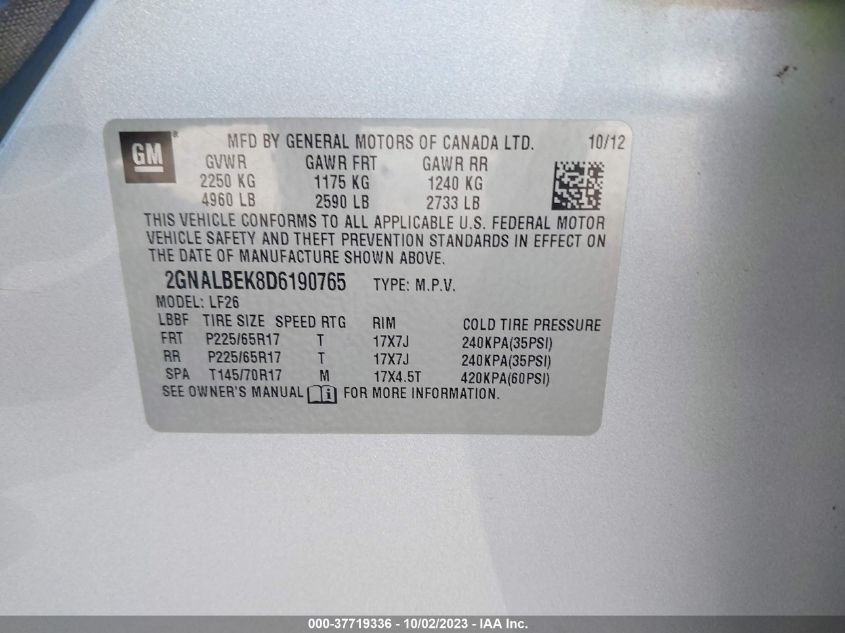 GM ® MFD BY GENERAL MOTORS OF CANADA LTD. 10/12
GVWR GAWR FRT GAWR RR
2250 KG 1175 KG 1240 KG
4960 LB 2590 LB 2733 LB
THIS VEHICLE CONFORMS TO ALL APPLICABLE U.S. FEDERAL MOTOR
VEHICLE SAFETY AND THEFT PREVENTION STANDARDS IN EFFECT ON
THE DATE OF MANUFACTURE SHOWN ABOVE.
2GNALBEK8D6190765 TYPE: M.P.V.
MODEL: LF26
LBBF TIRE SIZE SPEED RTG RIM COLD TIRE PRESSURE
FRT P225/65R17 T 17X7J 240KPA(35PSI)
RR P225/65R17 T 17X7J 240KPA(35PSI)
SPA T145/70R17 M 17X4.5T 420KPA(60PSI)
SEE OWNER'S MANUAL i FOR MORE INFORMATION.
000-37719336 - 10/02/2023 - IAA Inc.